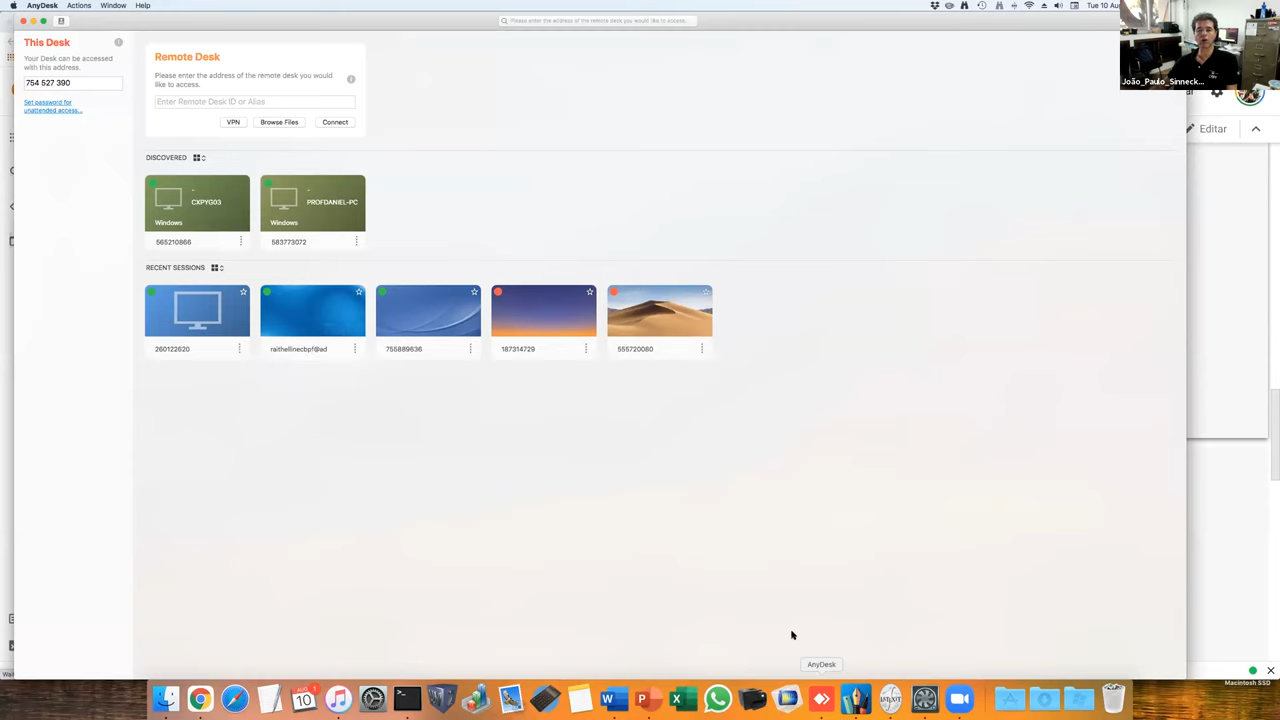 AnyDesk Actions Window Help
Tue 10 Au
Please enter the address of the remote desk you would like to access.
This Desk
Your Desk can be accessed
with this address.
754 527 390
Set password for
unattended access...
Remote Desk
Please enter the address of the remote desk you would
like to access.
Enter Remote Desk ID or Alias
VPN
Browse Files
Connect
DISCOVERED
-
CXPYG03
Windows
565210866
-
PROFDANIEL-PC
Windows
583773072
RECENT SESSIONS
260122620
raithellinecbpf@ad
755889636
187314729
555720080
João_Paulo_Sinneck...
Editar
AnyDesk
Macintosh SSD
AUG
10